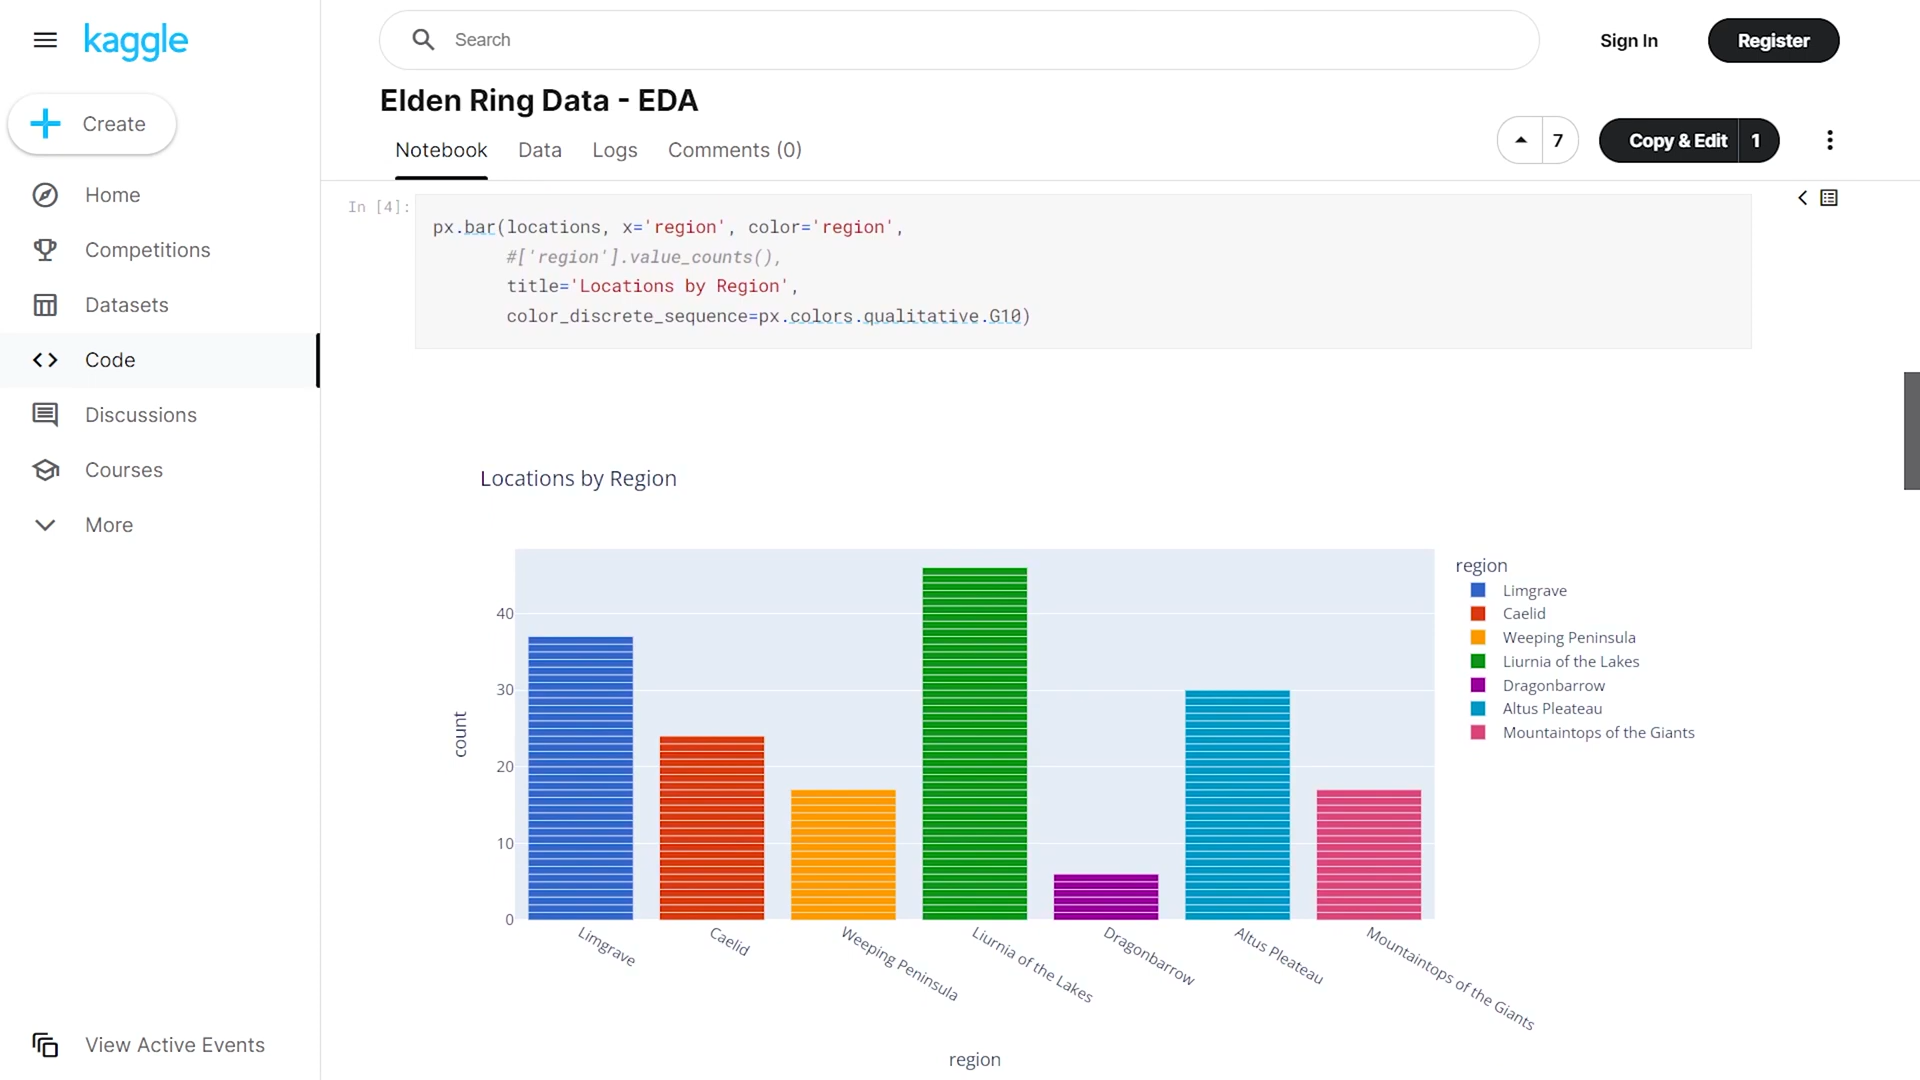 kaggle
Search
Sign In
Register
Create
Elden Ring Data - EDA
7
Copy & Edit
1
Notebook
Data
Logs
Comments (0)
Home
Competitions
Datasets
Code
Discussions
Courses
More
View Active Events
In [4]:
px.bar(locations, x='region', color='region',
#['region'].value_counts(),
title='Locations by Region',
color_discrete_sequence=px.colors.qualitative.G10)
Locations by Region
count
40
30
20
10
0
Limgrave
Caelid
Weeping Peninsula
Liurnia of the Lakes
Dragonbarrow
Altus Pleateau
Mountaintops of the Giants
region
region
Limgrave
Caelid
Weeping Peninsula
Liurnia of the Lakes
Dragonbarrow
Altus Pleateau
Mountaintops of the Giants